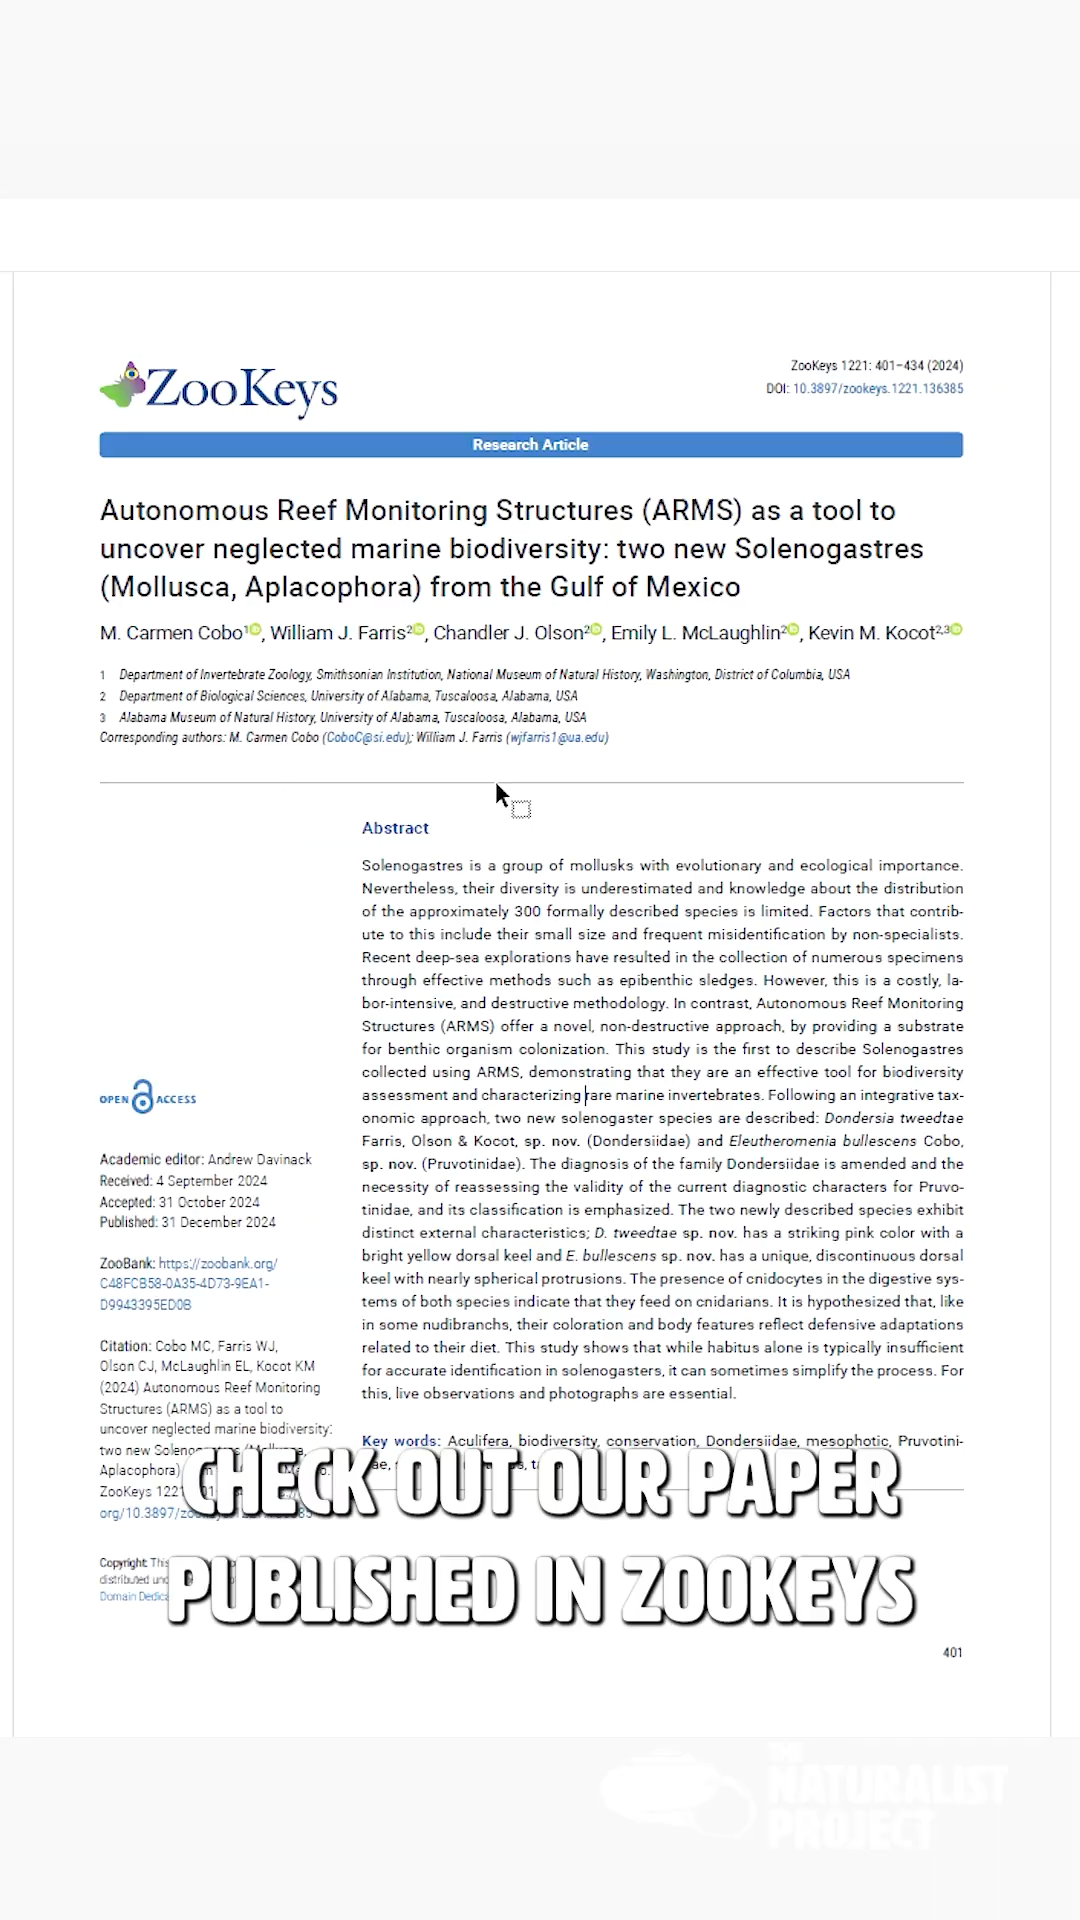 ZooKeys
ZooKeys 1221: 401–434 (2024)
DOI: 10.3897/zookeys.1221.136385
Research Article
Autonomous Reef Monitoring Structures (ARMS) as a tool to
uncover neglected marine biodiversity: two new Solenogastres
(Mollusca, Aplacophora) from the Gulf of Mexico
M. Carmen Cobo¹, William J. Farris², Chandler J. Olson², Emily L. McLaughlin², Kevin M. Kocot²,³
1 Department of Invertebrate Zoology, Smithsonian Institution, National Museum of Natural History, Washington, District of Columbia, USA
2 Department of Biological Sciences, University of Alabama, Tuscaloosa, Alabama, USA
3 Alabama Museum of Natural History, University of Alabama, Tuscaloosa, Alabama, USA
Corresponding authors: M. Carmen Cobo (CoboC@si.edu); William J. Farris (wjfarris1@ua.edu)
Abstract
Solenogastres is a group of mollusks with evolutionary and ecological importance.
Nevertheless, their diversity is underestimated and knowledge about the distribution
of the approximately 300 formally described species is limited. Factors that contrib-
ute to this include their small size and frequent misidentification by non-specialists.
Recent deep-sea explorations have resulted in the collection of numerous specimens
through effective methods such as epibenthic sledges. However, this is a costly, la-
bor-intensive, and destructive methodology. In contrast, Autonomous Reef Monitoring
Structures (ARMS) offer a novel, non-destructive approach, by providing a substrate
for benthic organism colonization. This study is the first to describe Solenogastres
collected using ARMS, demonstrating that they are an effective tool for biodiversity
assessment and characterizing rare marine invertebrates. Following an integrative tax-
onomic approach, two new solenogaster species are described: Dondersia tweedtae
Farris, Olson & Kocot, sp. nov. (Dondersiidae) and Eleutheromenia bullescens Cobo,
sp. nov. (Pruvotinidae). The diagnosis of the family Dondersiidae is amended and the
necessity of reassessing the validity of the current diagnostic characters for Pruvo-
tinidae, and its classification is emphasized. The two newly described species exhibit
distinct external characteristics; D. tweedtae sp. nov. has a striking pink color with a
bright yellow dorsal keel and E. bullescens sp. nov. has a unique, discontinuous dorsal
keel with nearly spherical protrusions. The presence of cnidocytes in the digestive sys-
tems of both species indicate that they feed on cnidarians. It is hypothesized that, like
in some nudibranchs, their coloration and body features reflect defensive adaptations
related to their diet. This study shows that while habitus alone is typically insufficient
for accurate identification in solenogasters, it can sometimes simplify the process. For
this, live observations and photographs are essential.
Key words: Aculifera, biodiversity, conservation, Dondersiidae, mesophotic, Pruvotini-
OPEN ACCESS
Academic editor: Andrew Davinack
Received: 4 September 2024
Accepted: 31 October 2024
Published: 31 December 2024
ZooBank: https://zoobank.org/
C48FCB58-0A35-4D73-9EA1-
D9943395ED0B
Citation: Cobo MC, Farris WJ,
Olson CJ, McLaughlin EL, Kocot KM
(2024) Autonomous Reef Monitoring
Structures (ARMS) as a tool to
uncover neglected marine biodiversity:
two new
Aplacophora)
ZooKeys
Copyright:
distributed
Domain
CHECK OUT OUR PAPER
PUBLISHED IN ZOOKEYS
401
THE
NATURALIST
PROJECT